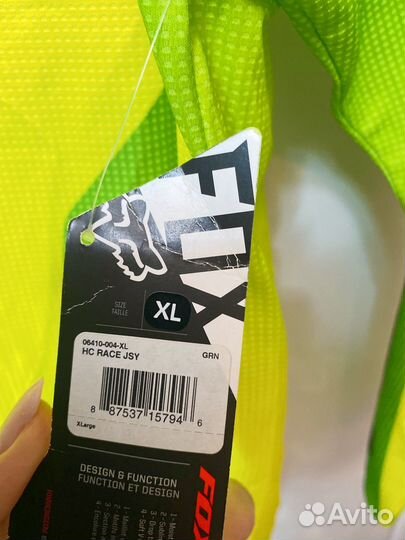 FOX
SIZE
TAILLE
XL
06410-004-XL
HC RACE JSY
GRN
8 87537 15794 6
XLarge
DESIGN & FUNCTION
FONCTION ET DESIGN
FOX
Avito